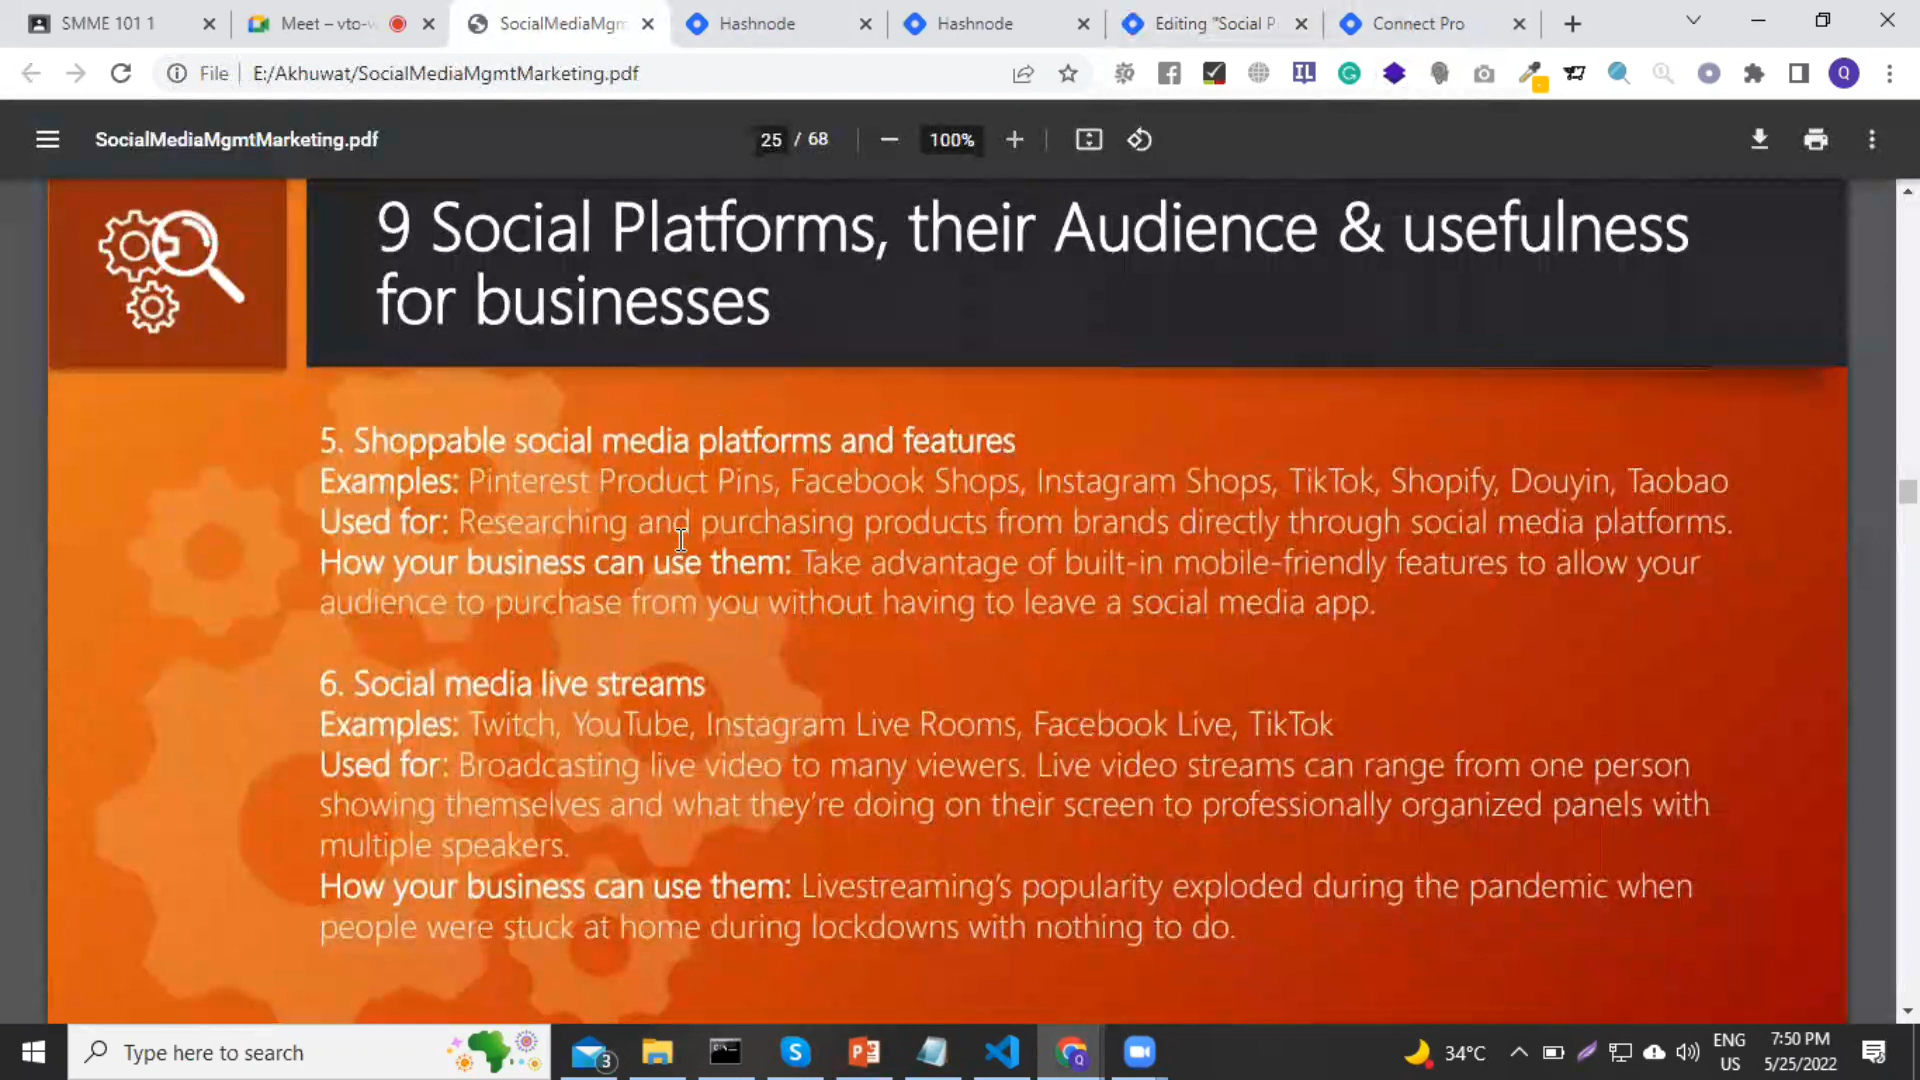 SMME 101 1
Meet – vto-w
SocialMediaMgm
Hashnode
Hashnode
Editing "Social P
Connect Pro
File
E:/Akhuwat/SocialMediaMgmtMarketing.pdf
Q
SocialMediaMgmtMarketing.pdf
25 / 68
100%
9 Social Platforms, their Audience & usefulness
for businesses
5. Shoppable social media platforms and features
Examples: Pinterest Product Pins, Facebook Shops, Instagram Shops, TikTok, Shopify, Douyin, Taobao
Used for: Researching and purchasing products from brands directly through social media platforms.
How your business can use them: Take advantage of built-in mobile-friendly features to allow your
audience to purchase from you without having to leave a social media app.
6. Social media live streams
Examples: Twitch, YouTube, Instagram Live Rooms, Facebook Live, TikTok
Used for: Broadcasting live video to many viewers. Live video streams can range from one person
showing themselves and what they're doing on their screen to professionally organized panels with
multiple speakers.
How your business can use them: Livestreaming's popularity exploded during the pandemic when
people were stuck at home during lockdowns with nothing to do.
Type here to search
3
34°C
ENG
US
7:50 PM
5/25/2022